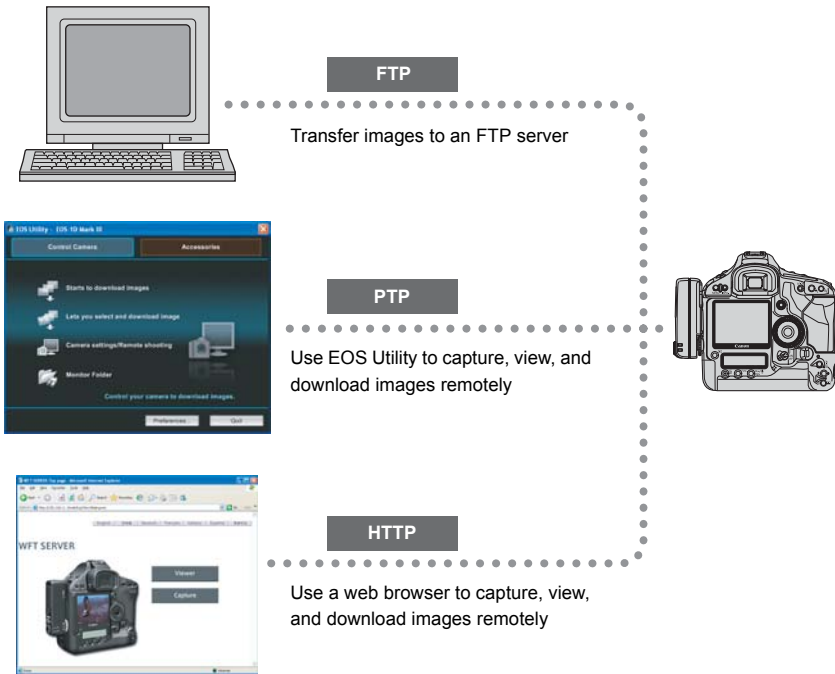 FTP
Transfer images to an FTP server
EOS Utility - EOS-1D Mark III
Control Camera
Accessories
Starts to download images
Lets you select and download image
Camera settings/Remote shooting
Monitor Folder
Control your camera to download images.
Preferences
Quit
PTP
Use EOS Utility to capture, view, and
download images remotely
Canon
WFT SERVER
Viewer
Capture
HTTP
Use a web browser to capture, view,
and download images remotely